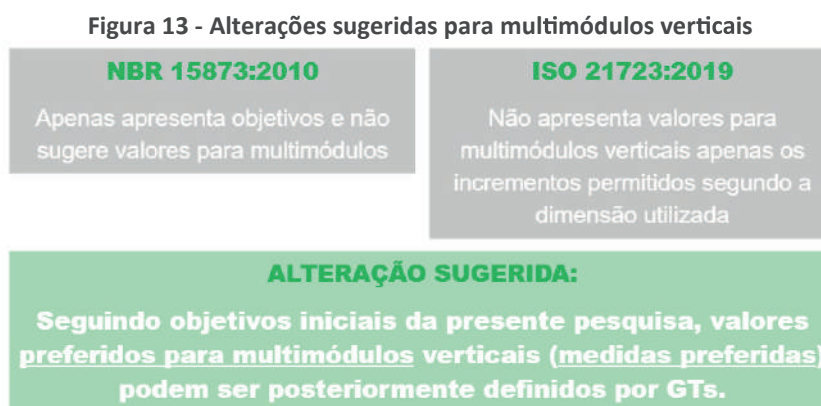 Figura 13 - Alterações sugeridas para multimódulos verticais
NBR 15873:2010
Apenas apresenta objetivos e não
sugere valores para multimódulos
ISO 21723:2019
Não apresenta valores para
multimódulos verticais apenas os
incrementos permitidos segundo a
dimensão utilizada
ALTERAÇÃO SUGERIDA:
Seguindo objetivos iniciais da presente pesquisa, valores
preferidos para multimódulos verticais (medidas preferidas)
podem ser posteriormente definidos por GTs.